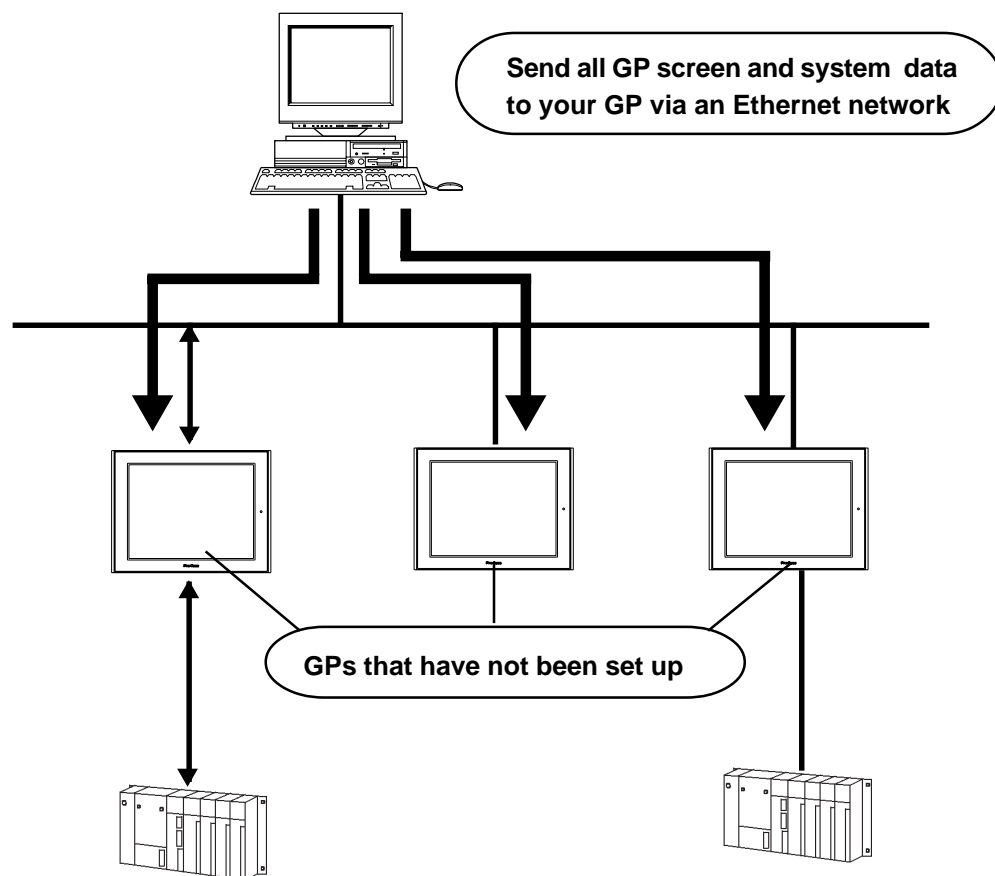 Send all GP screen and system data
to your GP via an Ethernet network
GPs that have not been set up